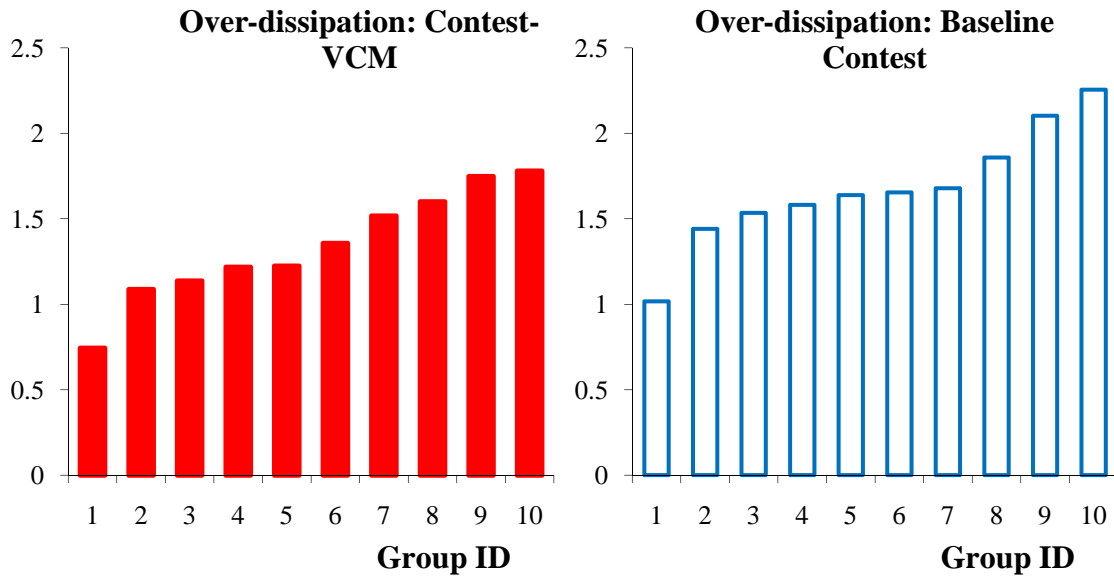 Over-dissipation: Contest-
VCM
2.5
2
1.5
1
0.5
0
1 2 3 4 5 6 7 8 9 10
Group ID
Over-dissipation: Baseline
Contest
2.5
2
1.5
1
0.5
0
1 2 3 4 5 6 7 8 9 10
Group ID